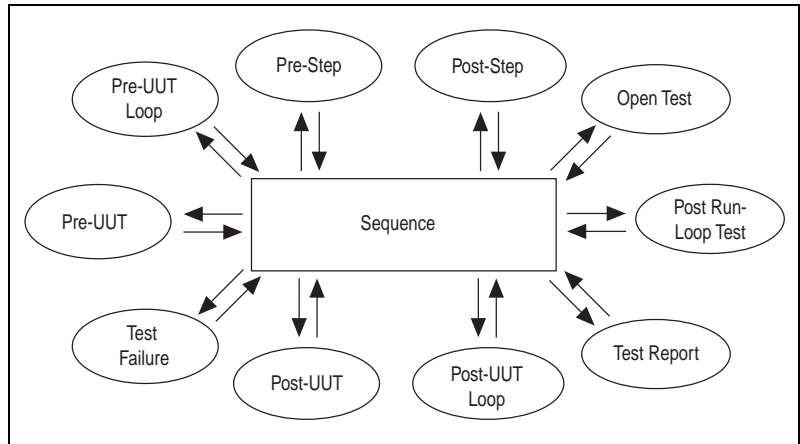 Pre-Step
Post-Step
Pre-UUT
Loop
Open Test
Pre-UUT
Sequence
Post Run-
Loop Test
Test
Failure
Post-UUT
Post-UUT
Loop
Test Report